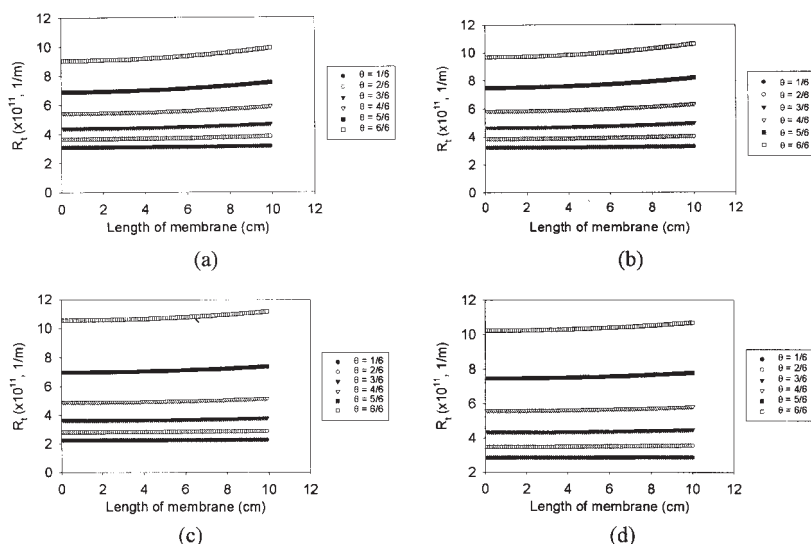 12
10
8
6
4
2
0
R_t (x10^11, 1/m)
0 2 4 6 8 10 12
Length of membrane (cm)
θ = 1/6
θ = 2/6
θ = 3/6
θ = 4/6
θ = 5/6
θ = 6/6
(a)
12
10
8
6
4
2
0
R_t (x10^11, 1/m)
0 2 4 6 8 10 12
Length of membrane (cm)
θ = 1/6
θ = 2/6
θ = 3/6
θ = 4/6
θ = 5/6
θ = 6/6
(b)
12
10
8
6
4
2
0
R_t (x10^11, 1/m)
0 2 4 6 8 10 12
Length of membrane (cm)
θ = 1/6
θ = 2/6
θ = 3/6
θ = 4/6
θ = 5/6
θ = 6/6
(c)
12
10
8
6
4
2
R_t (x10^11, 1/m)
0 2 4 6 8 10 12
Length of membrane (cm)
θ = 1/6
θ = 2/6
θ = 3/6
θ = 4/6
θ = 5/6
θ = 6/6
(d)